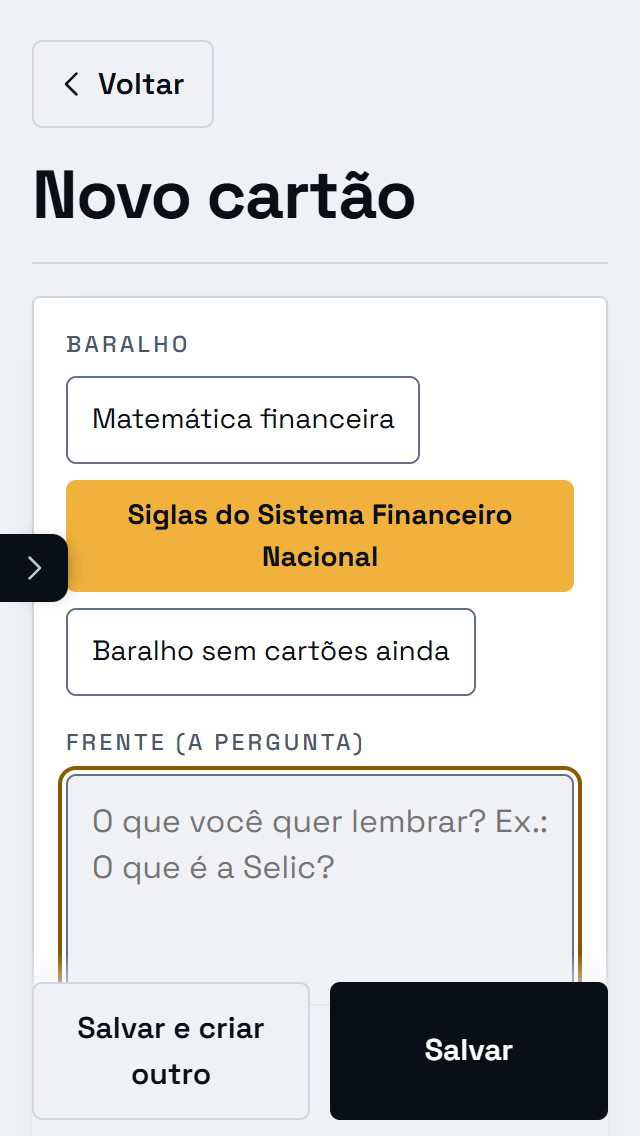 Voltar
Novo cartão
BARALHO
Matemática financeira
Siglas do Sistema Financeiro
Nacional
Baralho sem cartões ainda
FRENTE (A PERGUNTA)
O que você quer lembrar? Ex.:
O que é a Selic?
Salvar e criar
outro
Salvar